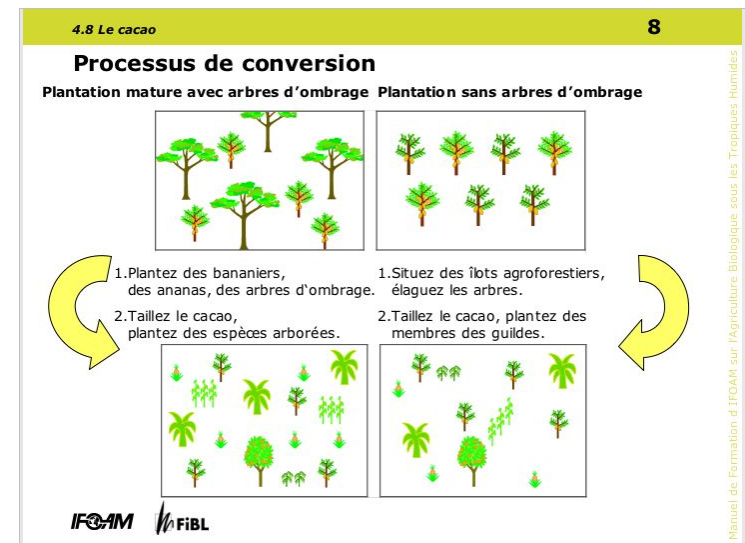 4.8 Le cacao
8
Processus de conversion
Plantation mature avec arbres d’ombrage
Plantation sans arbres d’ombrage
1.Plantez des bananiers,
des ananas, des arbres d‘ombrage.
2.Taillez le cacao,
plantez des espèces arborées.
1.Situez des îlots agroforestiers,
élaguez les arbres.
2.Taillez le cacao, plantez des
membres des guildes.
IFOAM
FiBL
Manuel de Formation d IFOAM sur l'Agriculture Biologique sous les Tropiques Humides